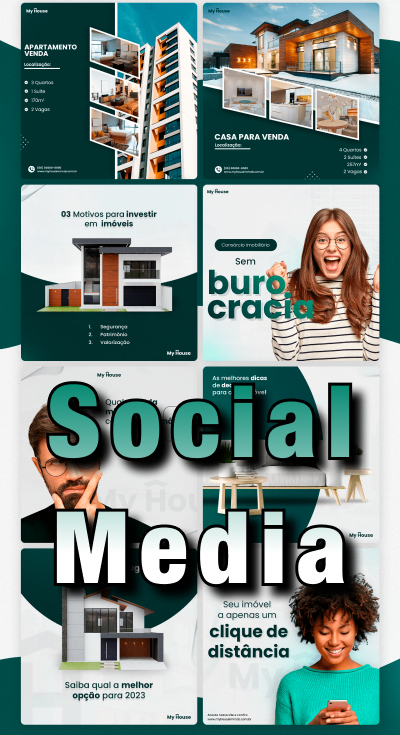 My House
APARTAMENTO
VENDA
Localização:
3 Quartos
1 Suíte
170m²
2 Vagas
My House
CASA PARA VENDA
Localização:
4 Quartos
2 Suítes
257m²
2 Vagas
03 Motivos para investir
em imóveis
1. Segurança
2. Patrimônio
3. Valorização
My House
My House
Consórcio Imobiliário
Sem
buro
cracia
My House
As melhores dicas
My House
Social
Media
Saiba qual a melhor
opção para 2023
My House
Seu imóvel
a apenas um
clique de
distância